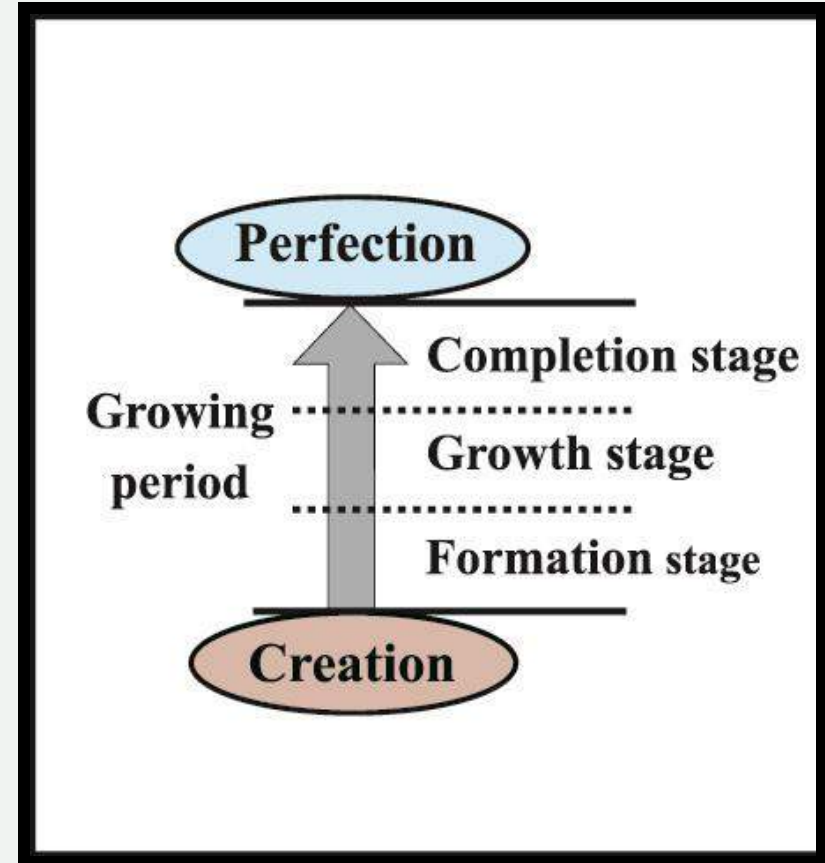 Perfection
Completion stage
Growing
period
Growth stage
Formation stage
Creation